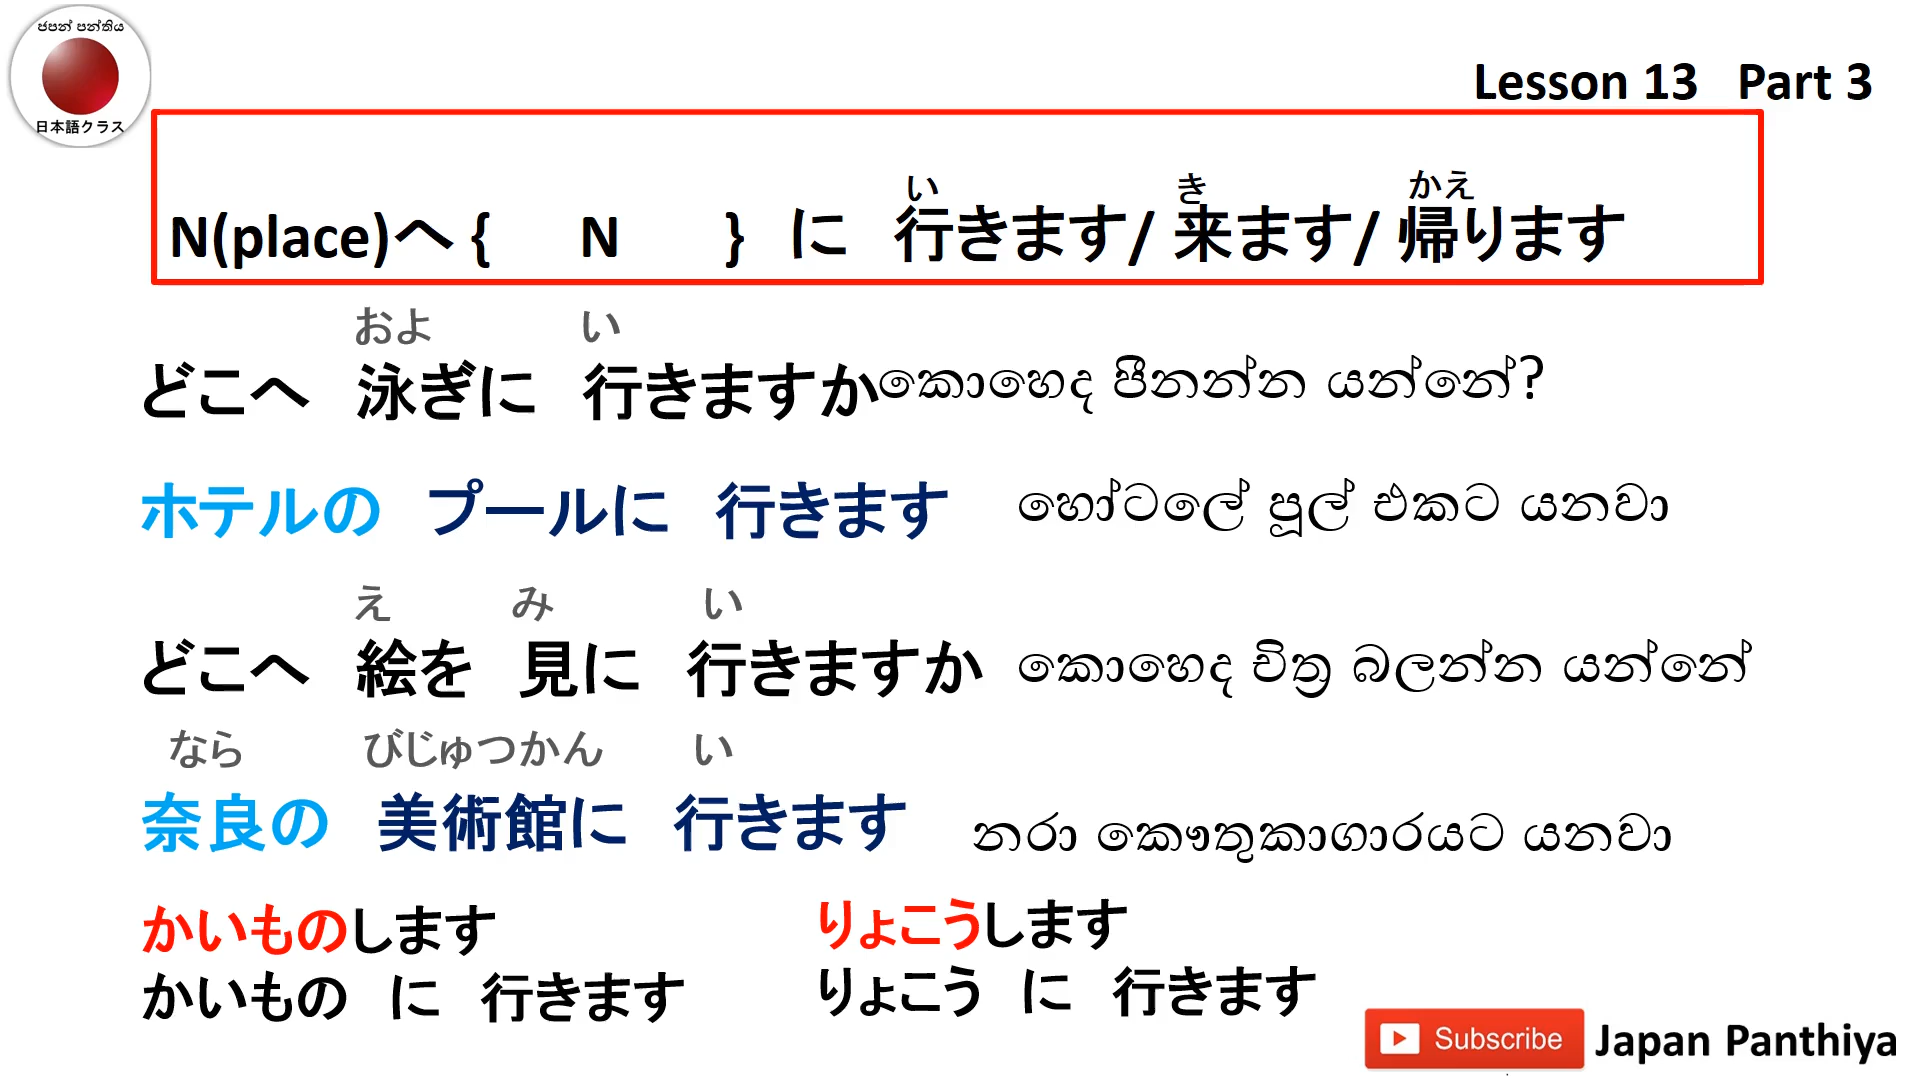 ජපන් පන්තිය
日本語クラス
Lesson 13 Part 3
い き かえ
N(place)へ { N } に 行きます/ 来ます/ 帰ります
およ い
どこへ 泳ぎに 行きますか කොහෙද පීනන්න යන්නේ?
ホテルの プールに 行きます හෝටලේ පූල් එකට යනවා
え み い
どこへ 絵を 見に 行きますか කොහෙද චිත්‍ර බලන්න යන්නේ
なら びじゅつかん い
奈良の 美術館に 行きます නරා කෞතුකාගාරයට යනවා
かいものします りょこうします
かいもの に 行きます りょこう に 行きます
Subscribe Japan Panthiya